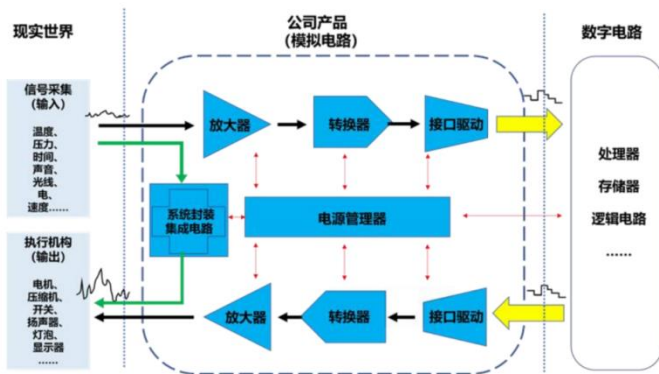 现实世界
公司产品
(模拟电路)
数字电路
信号采集
(输入)
温度、
压力、
时间、
声音、
光线、
电、
速度……
放大器
转换器
接口驱动
系统封装
集成电路
电源管理器
处理器
存储器
逻辑电路
……
执行机构
(输出)
电机、
压缩机、
开关、
扬声器、
灯泡、
显示器
……
放大器
转换器
接口驱动